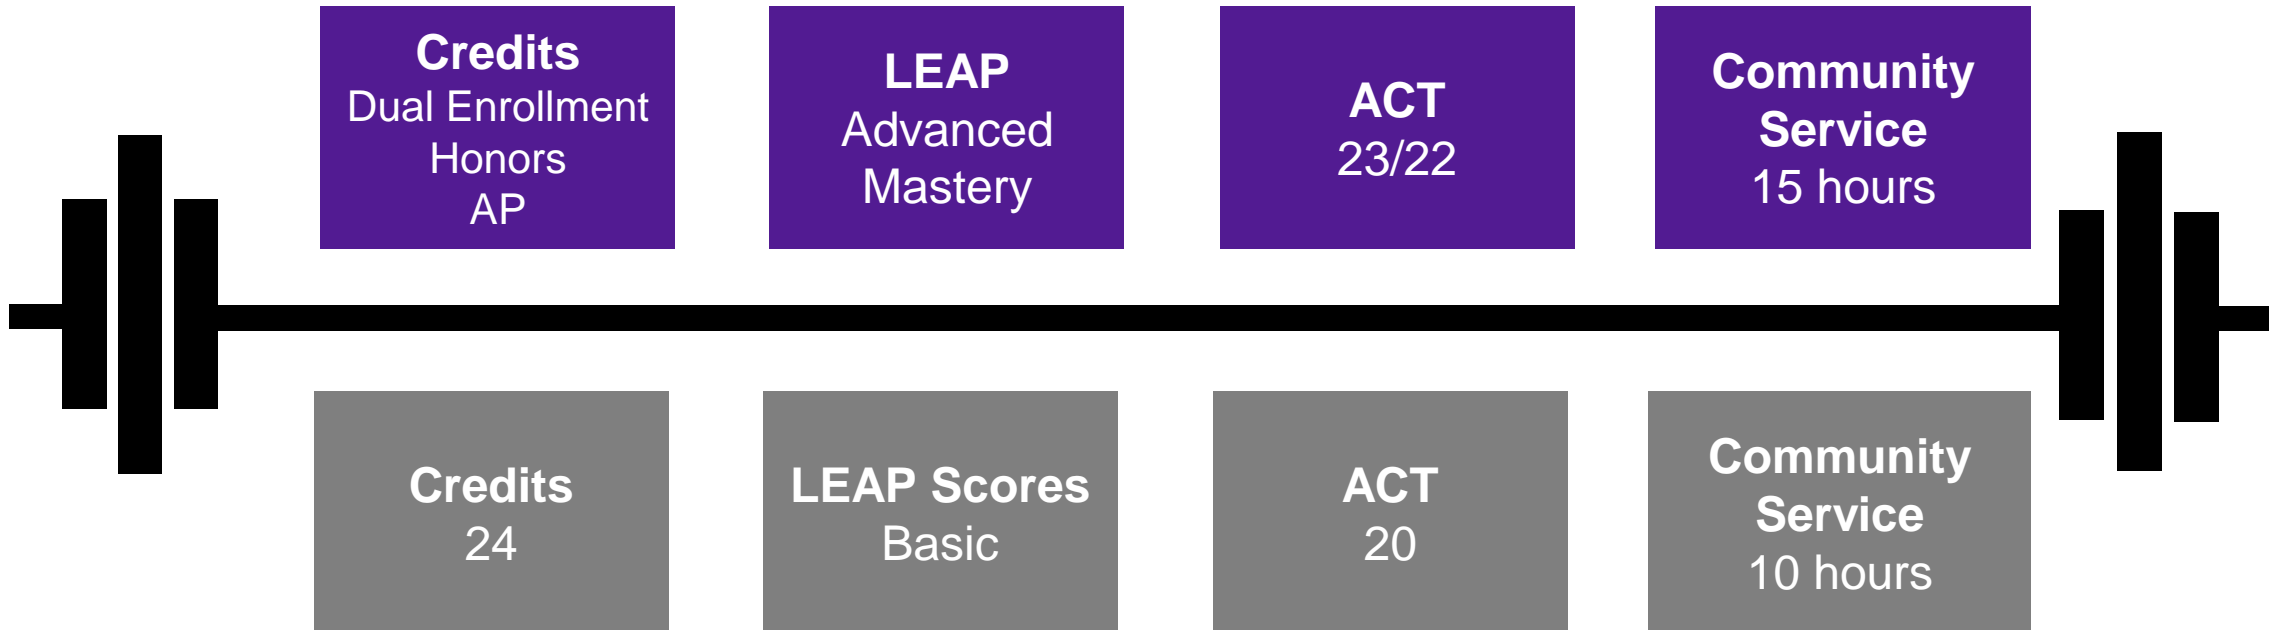 Credits
Dual Enrollment
Honors
AP
LEAP
Advanced
Mastery
ACT
23/22
Community
Service
15 hours
Credits
24
LEAP Scores
Basic
ACT
20
Community
Service
10 hours